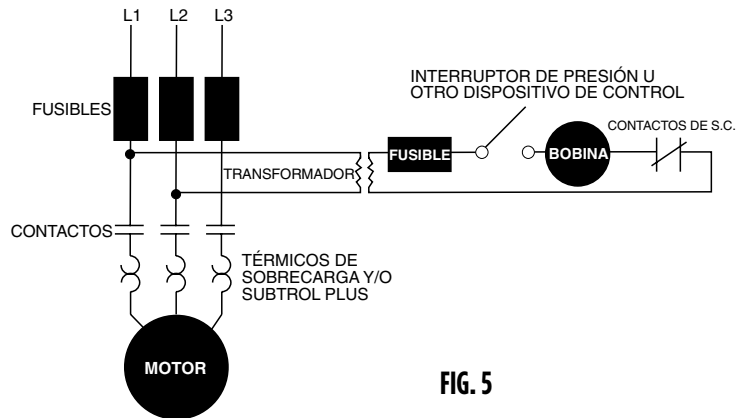 L1 L2 L3
INTERRUPTOR DE PRESIÓN U
OTRO DISPOSITIVO DE CONTROL
FUSIBLES
CONTACTOS DE S.C.
FUSIBLE
BOBINA
TRANSFORMADOR
CONTACTOS
TÉRMICOS DE
SOBRECARGA Y/O
SUBTROL PLUS
MOTOR
FIG. 5